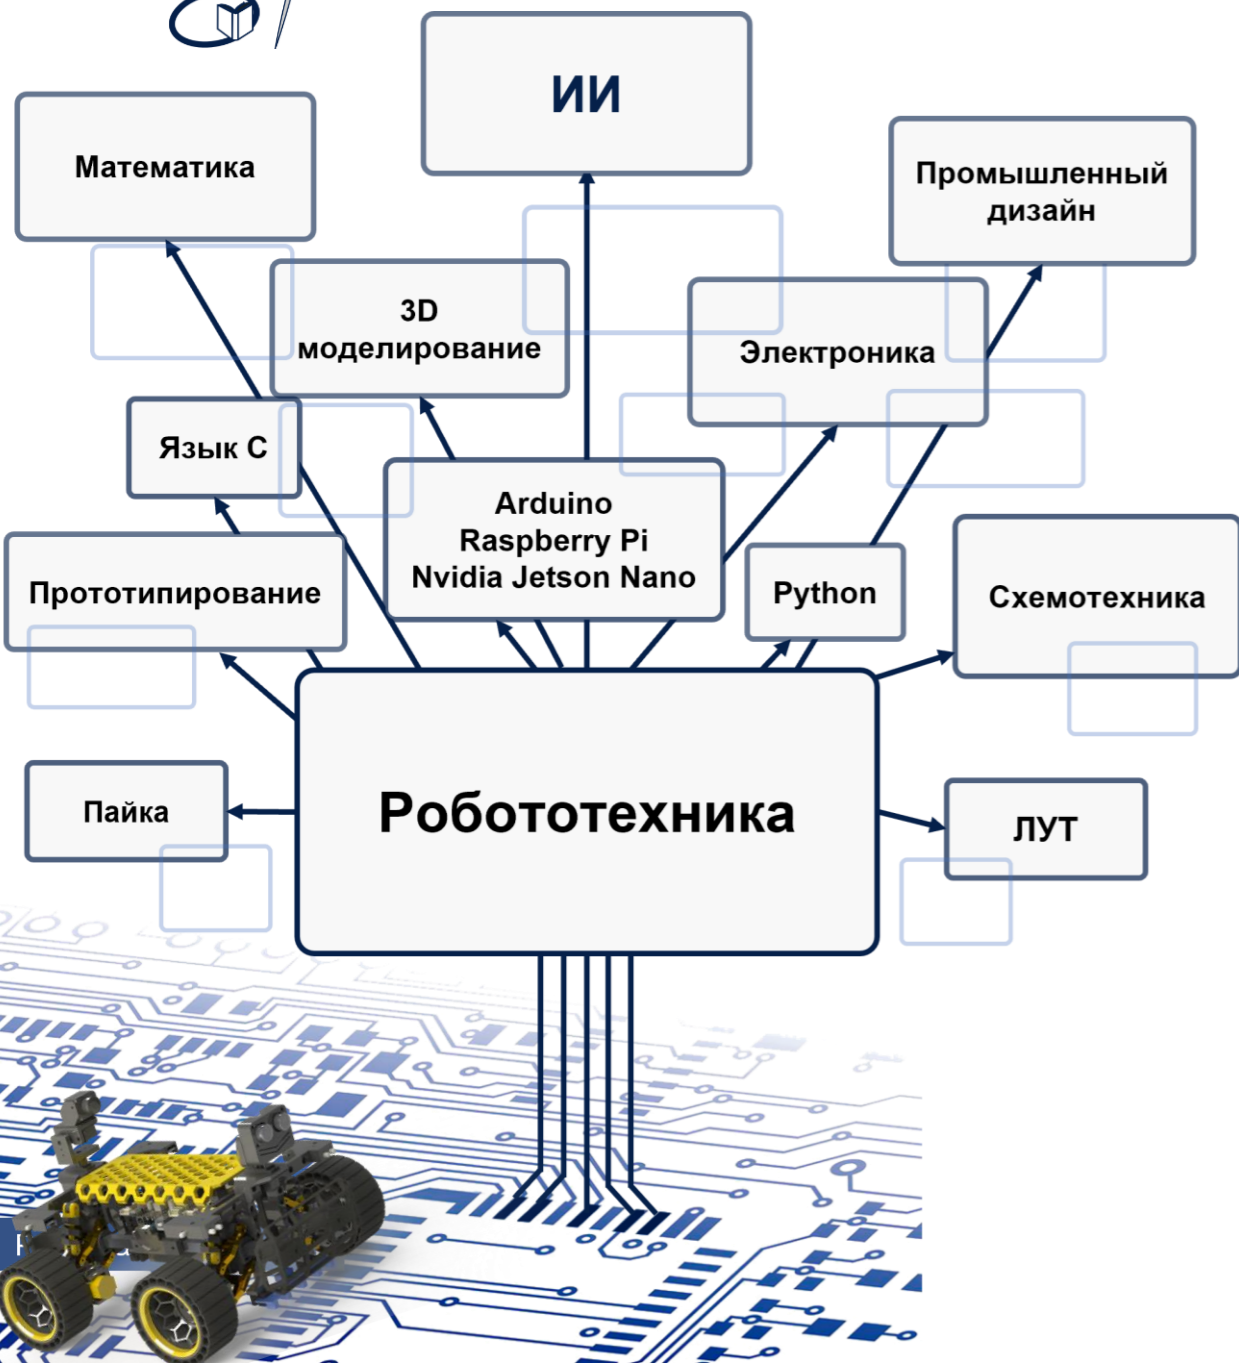 ИИ
Математика
Промышленный
дизайн
3D
моделирование
Электроника
Язык С
Arduino
Raspberry Pi
Nvidia Jetson Nano
Прототипирование
Python
Схемотехника
Робототехника
Пайка
ЛУТ